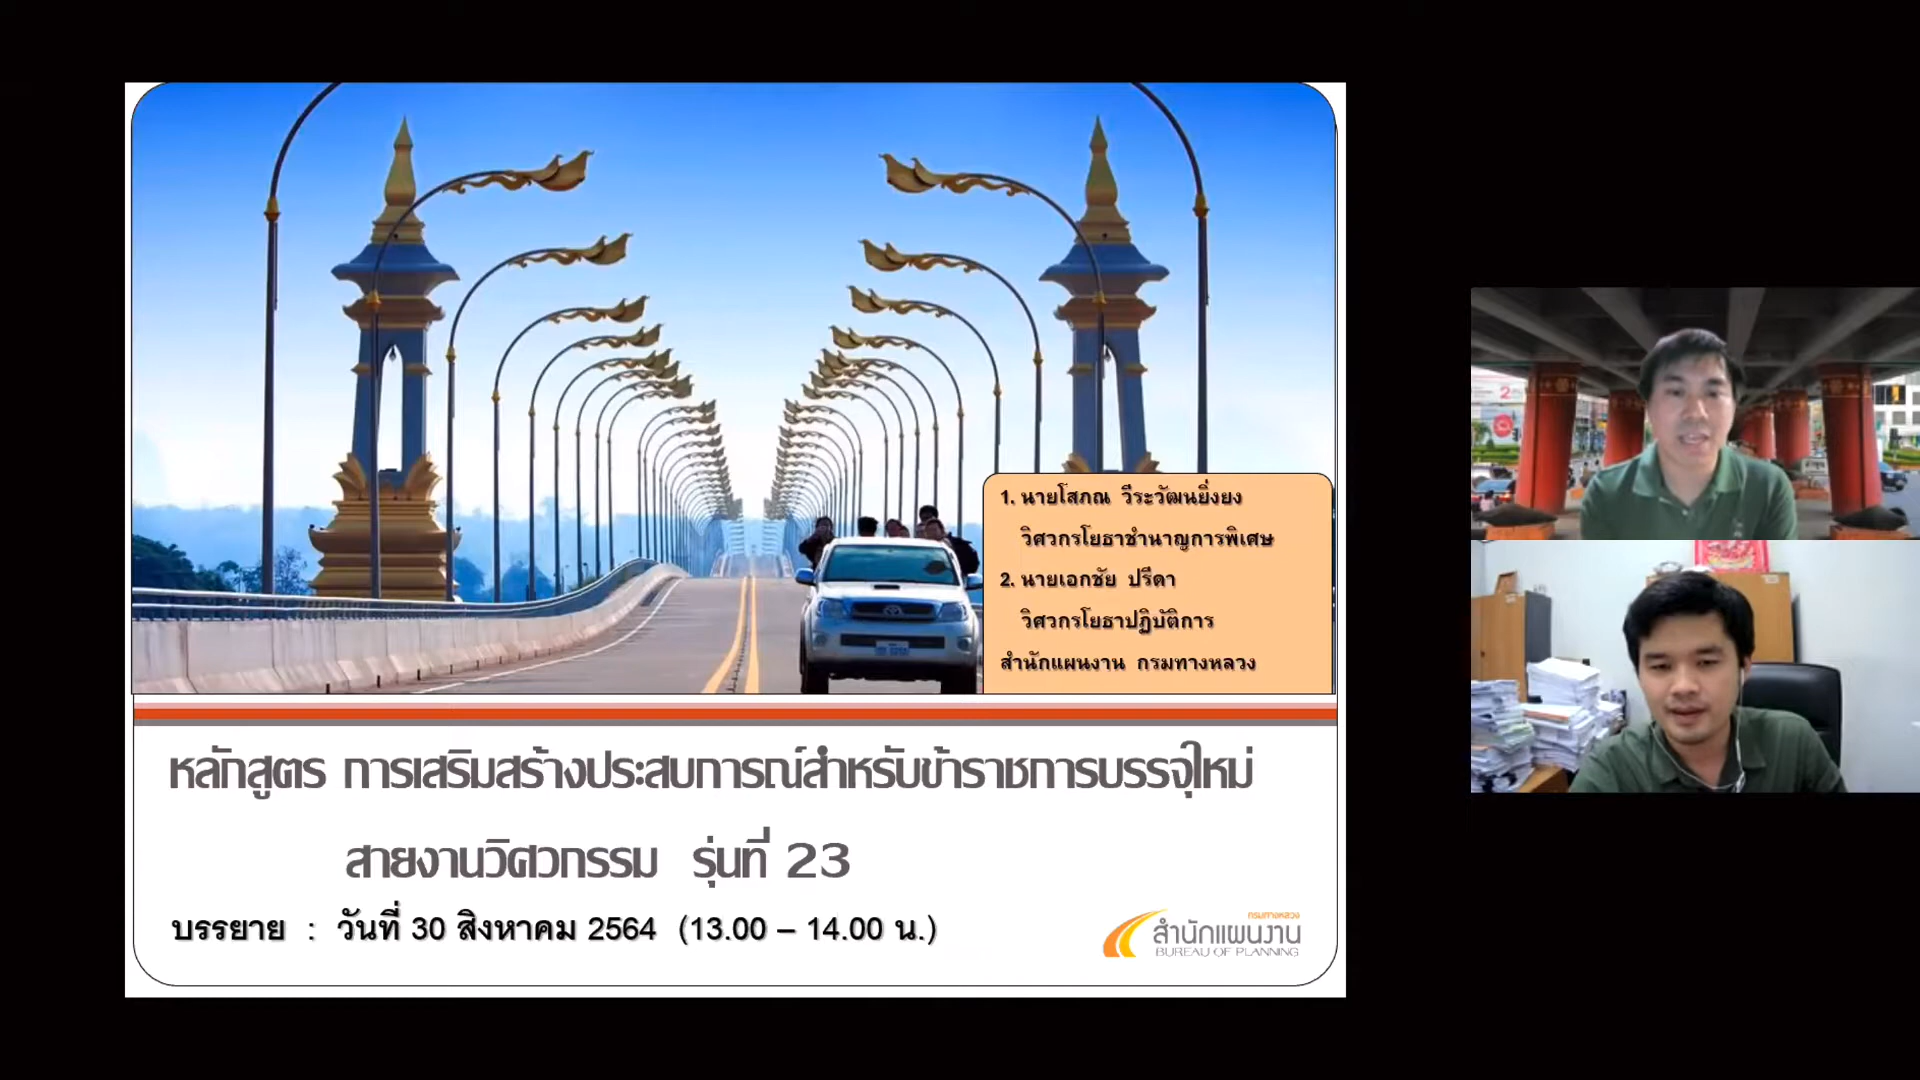 1. นายโสภณ วีระวัฒนยิ่งยง
วิศวกรโยธาชำนาญการพิเศษ
2. นายเอกชัย ปรีดา
วิศวกรโยธาปฏิบัติการ
สำนักแผนงาน กรมทางหลวง
หลักสูตร การเสริมสร้างประสบการณ์สำหรับข้าราชการบรรจุใหม่
สายงานวิศวกรรม รุ่นที่ 23
บรรยาย : วันที่ 30 สิงหาคม 2564 (13.00 – 14.00 น.)
กรมทางหลวง
สำนักแผนงาน
BUREAU OF PLANNING